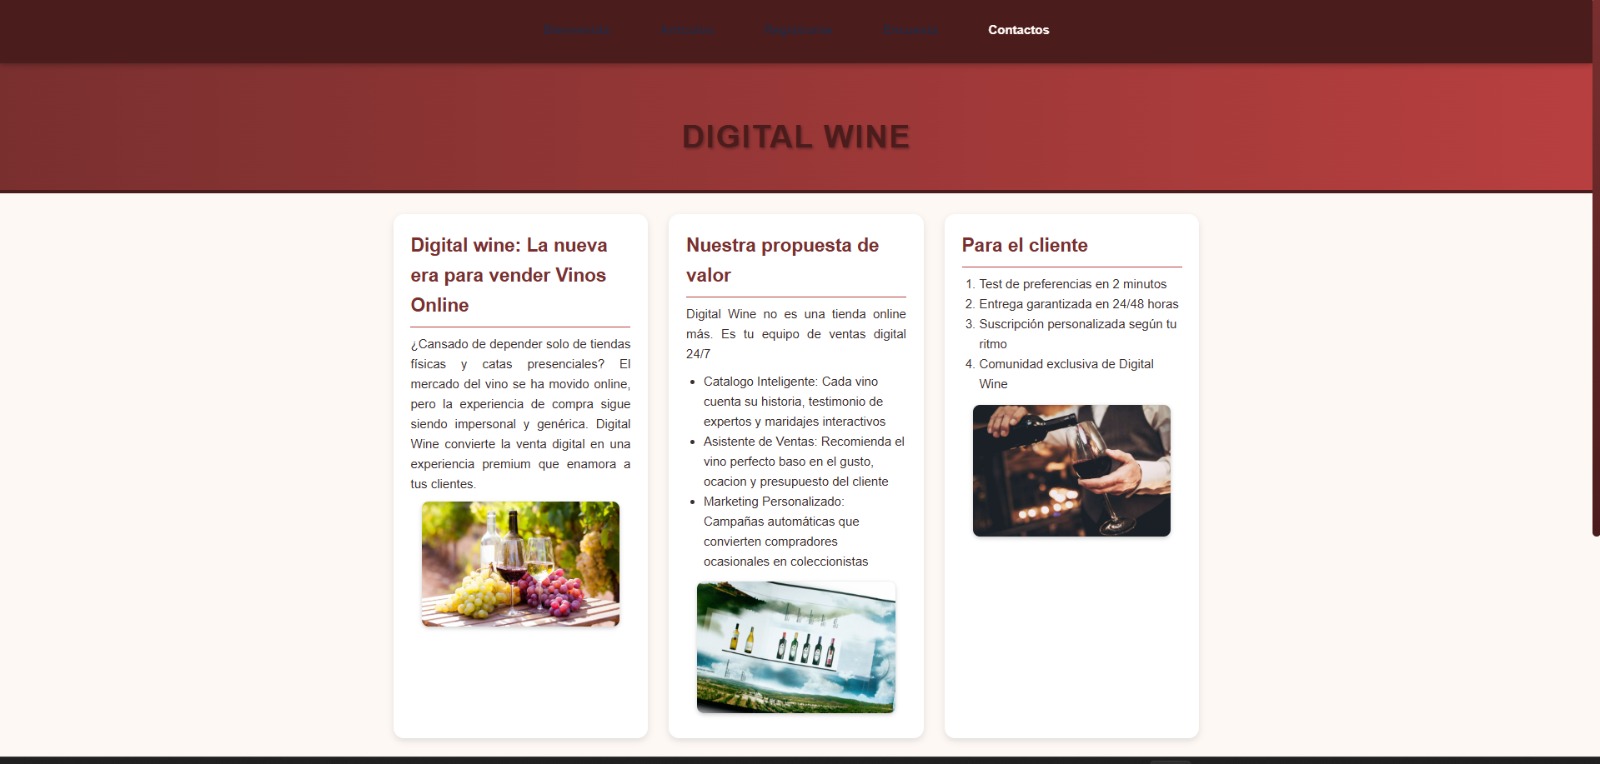 Contactos
DIGITAL WINE
Digital wine: La nueva
era para vender Vinos
Online
¿Cansado de depender solo de tiendas
físicas y catas presenciales? El
mercado del vino se ha movido online,
pero la experiencia de compra sigue
siendo impersonal y genérica. Digital
Wine convierte la venta digital en una
experiencia premium que enamora a
tus clientes.
Nuestra propuesta de
valor
Digital Wine no es una tienda online
más. Es tu equipo de ventas digital
24/7
• Catalogo Inteligente: Cada vino
cuenta su historia, testimonio de
expertos y maridajes interactivos
• Asistente de Ventas: Recomienda el
vino perfecto baso en el gusto,
ocacion y presupuesto del cliente
• Marketing Personalizado:
Campañas automáticas que
convierten compradores
ocasionales en coleccionistas
Para el cliente
1. Test de preferencias en 2 minutos
2. Entrega garantizada en 24/48 horas
3. Suscripción personalizada según tu
ritmo
4. Comunidad exclusiva de Digital
Wine